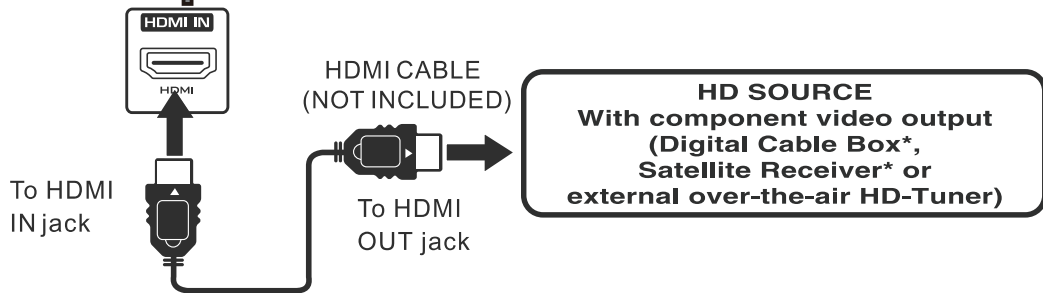 HDMI IN
HDMI
HDMI CABLE
(NOT INCLUDED)
To HDMI
IN jack
To HDMI
OUT jack
HD SOURCE
With component video output
(Digital Cable Box*,
Satellite Receiver* or
external over-the-air HD-Tuner)